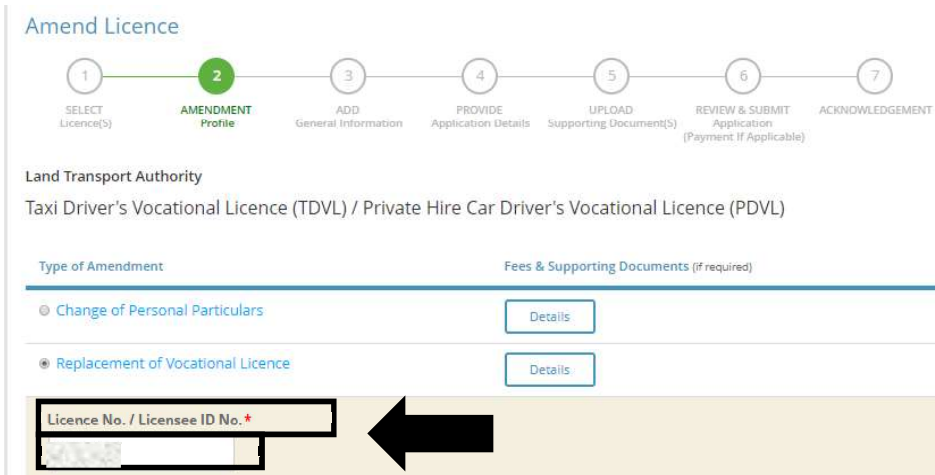 Amend Licence
1 2 3 4 5 6 7
SELECT AMENDMENT ADD PROVIDE UPLOAD REVIEW & SUBMIT ACKNOWLEDGEMENT
Licence(S) Profile General Information Application Details Supporting Document(S) Application
(Payment If Applicable)
Land Transport Authority
Taxi Driver's Vocational Licence (TDVL) / Private Hire Car Driver's Vocational Licence (PDVL)
Type of Amendment Fees & Supporting Documents (if required)
Change of Personal Particulars Details
Replacement of Vocational Licence Details
Licence No. / Licensee ID No.*